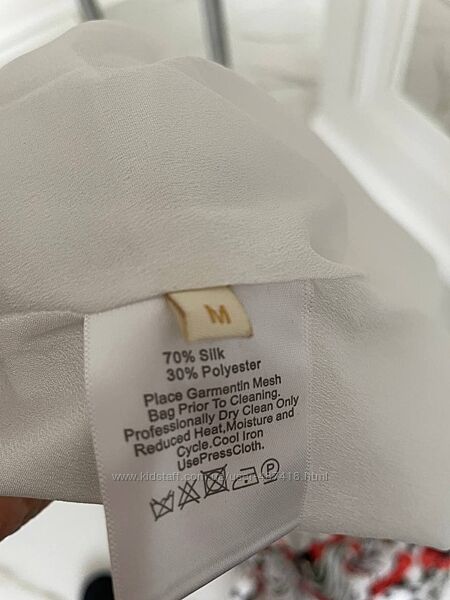 M
70% Silk
30% Polyester
Place Garmentin Mesh
Bag Prior To Cleaning.
Professionally Dry Clean Only
Reduced Heat,Moisture and
Cycle.Cool Iron
UsePressCloth.
P